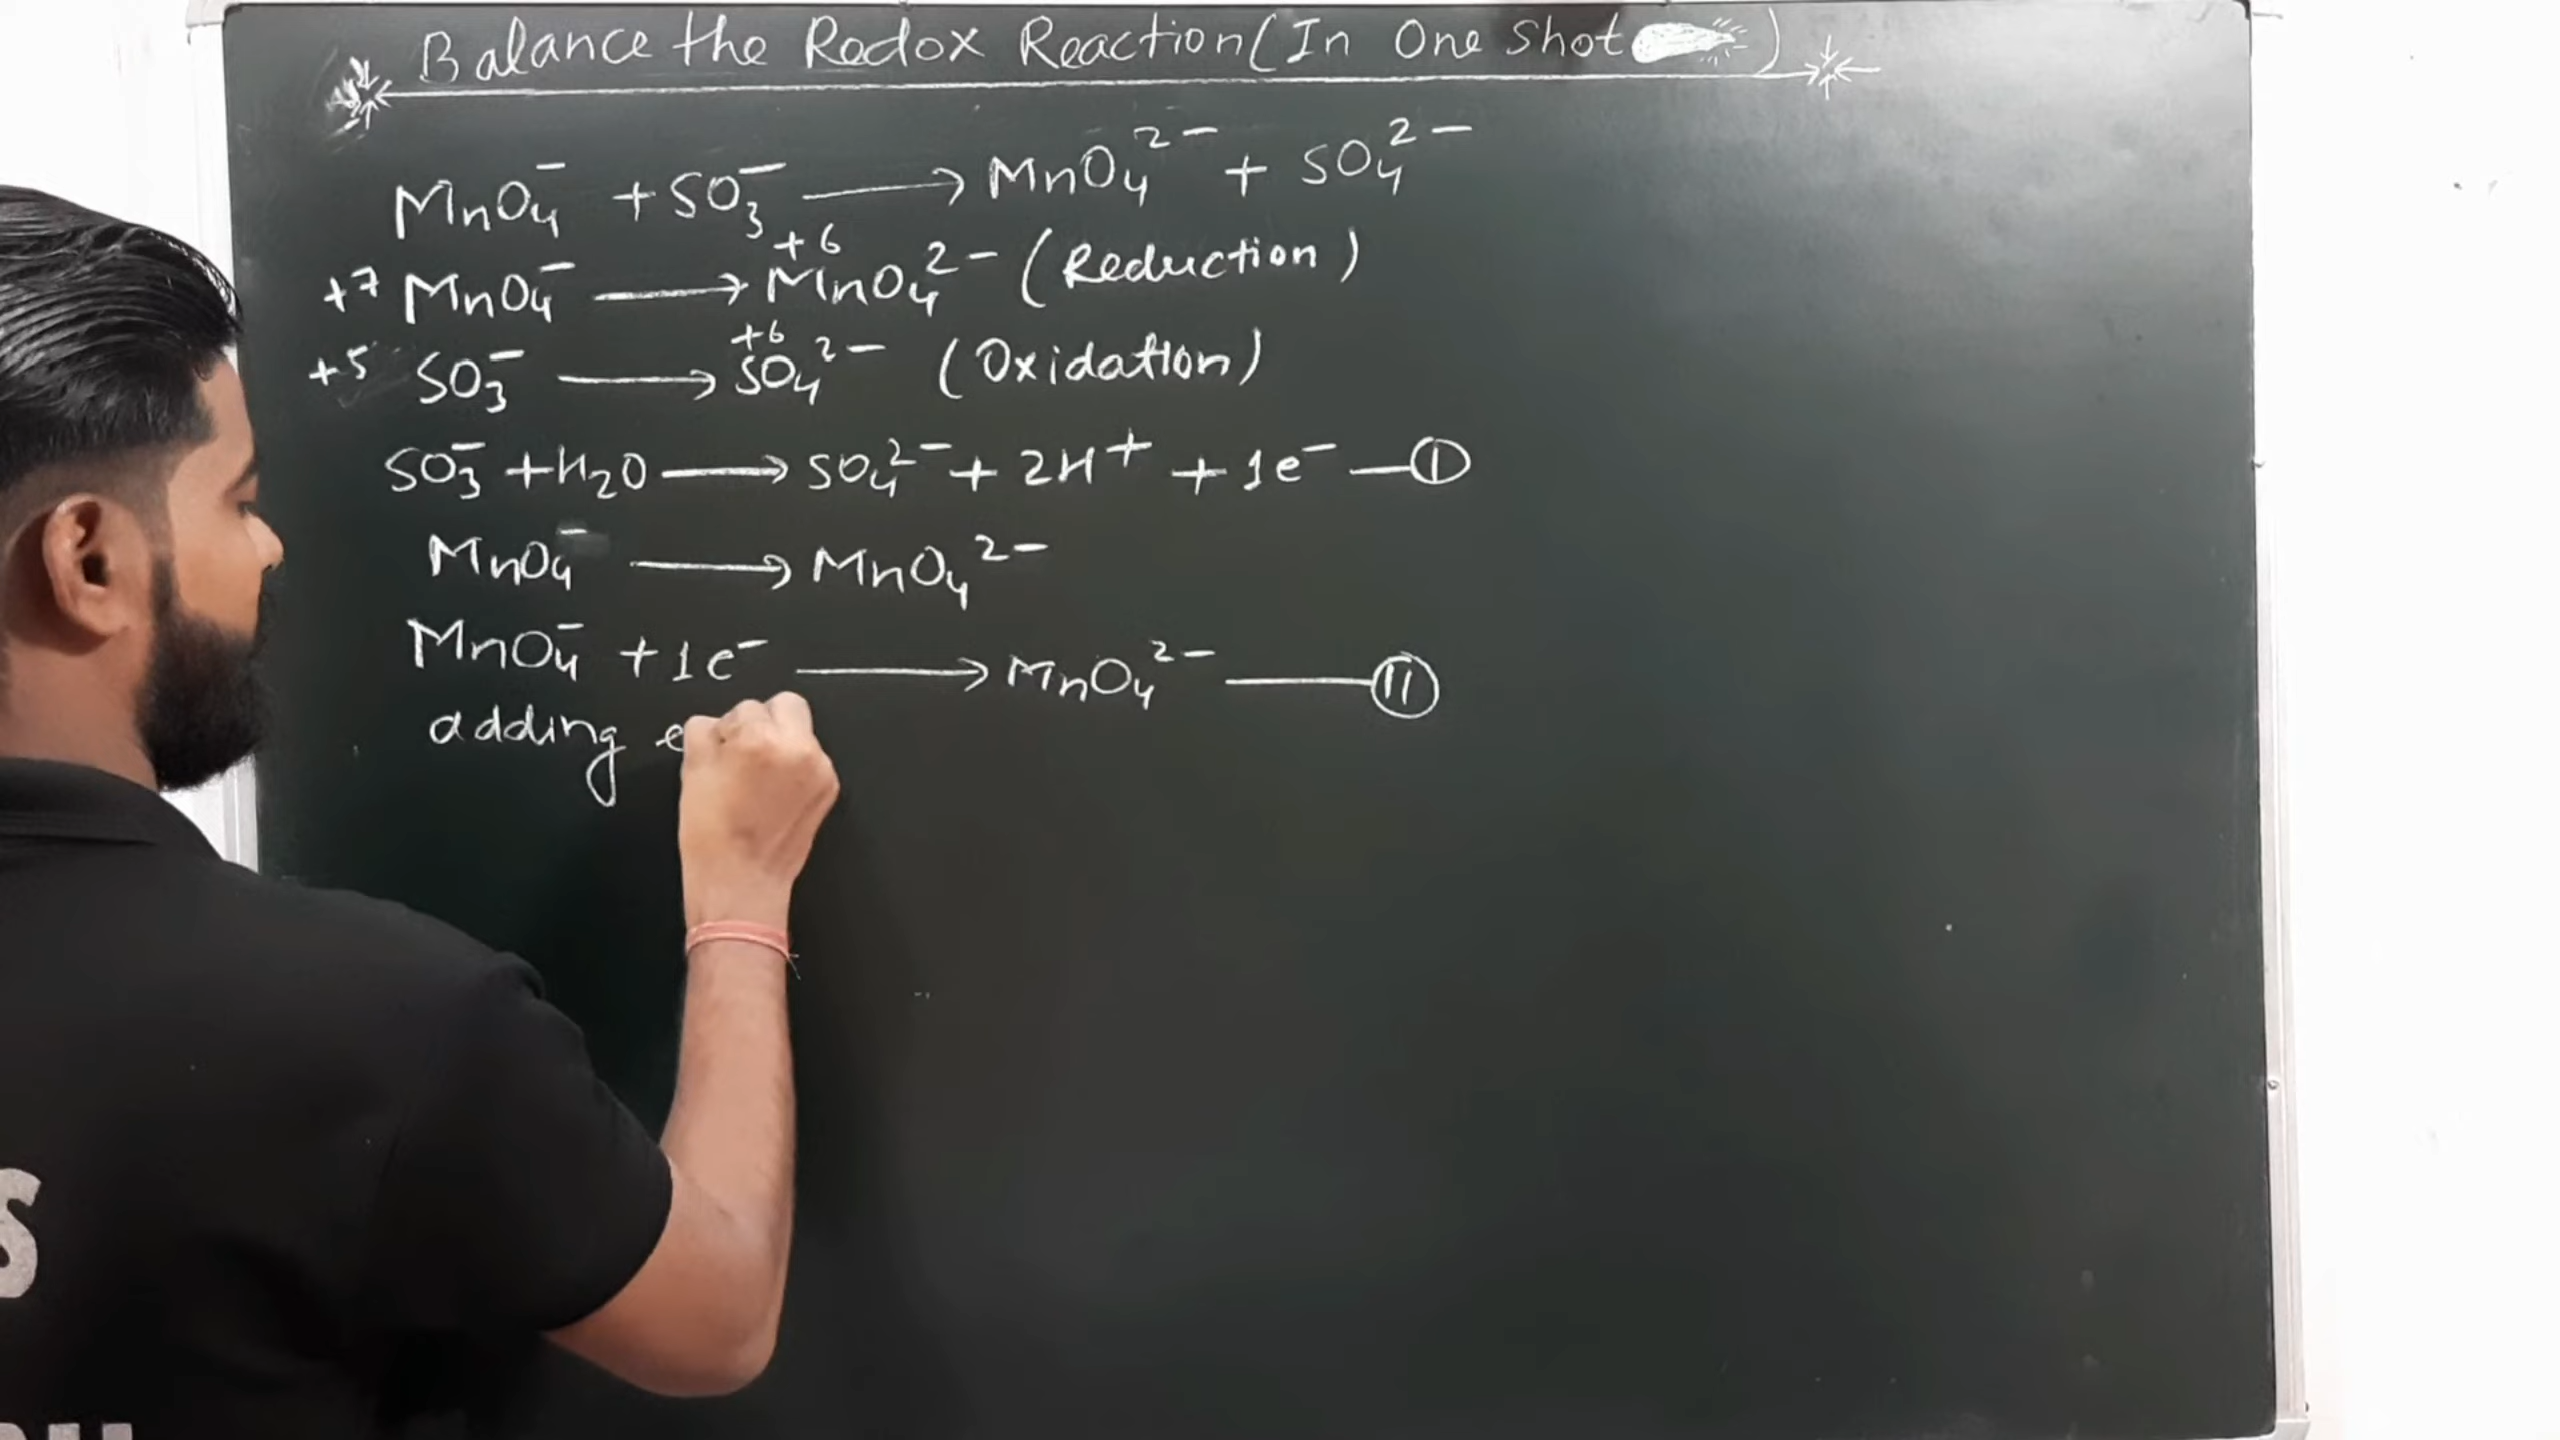 Balance the Redox Reaction (In One Shot)
MnO₄⁻ + SO₃⁻ ⟶ MnO₄²⁻ + SO₄²⁻
+7 MnO₄⁻ ⟶ +6 MnO₄²⁻ (Reduction)
+5 SO₃⁻ ⟶ +6 SO₄²⁻ (Oxidation)
SO₃⁻ + H₂O ⟶ SO₄²⁻ + 2H⁺ + 1e⁻ — I
MnO₄⁻ ⟶ MnO₄²⁻
MnO₄⁻ + 1e⁻ ⟶ MnO₄²⁻ — II
adding e
S